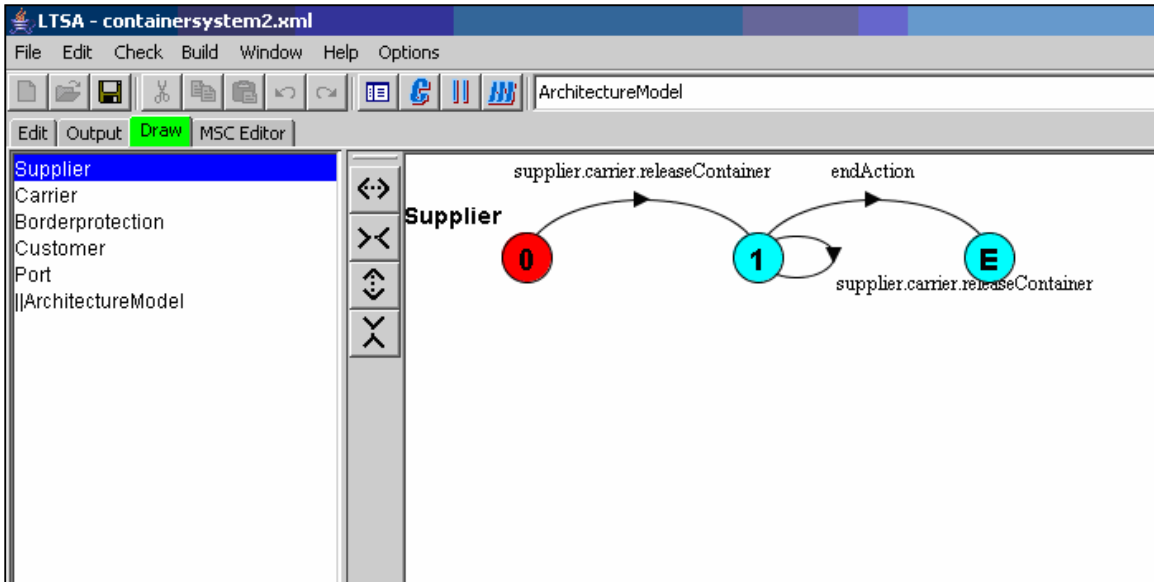 LTSA - containersystem2.xml
File Edit Check Build Window Help Options
ArchitectureModel
Edit Output Draw MSC Editor
Supplier
Carrier
Borderprotection
Customer
Port
||ArchitectureModel
supplier.carrier.releaseContainer endAction
Supplier
0 1 E
supplier.carrier.releaseContainer